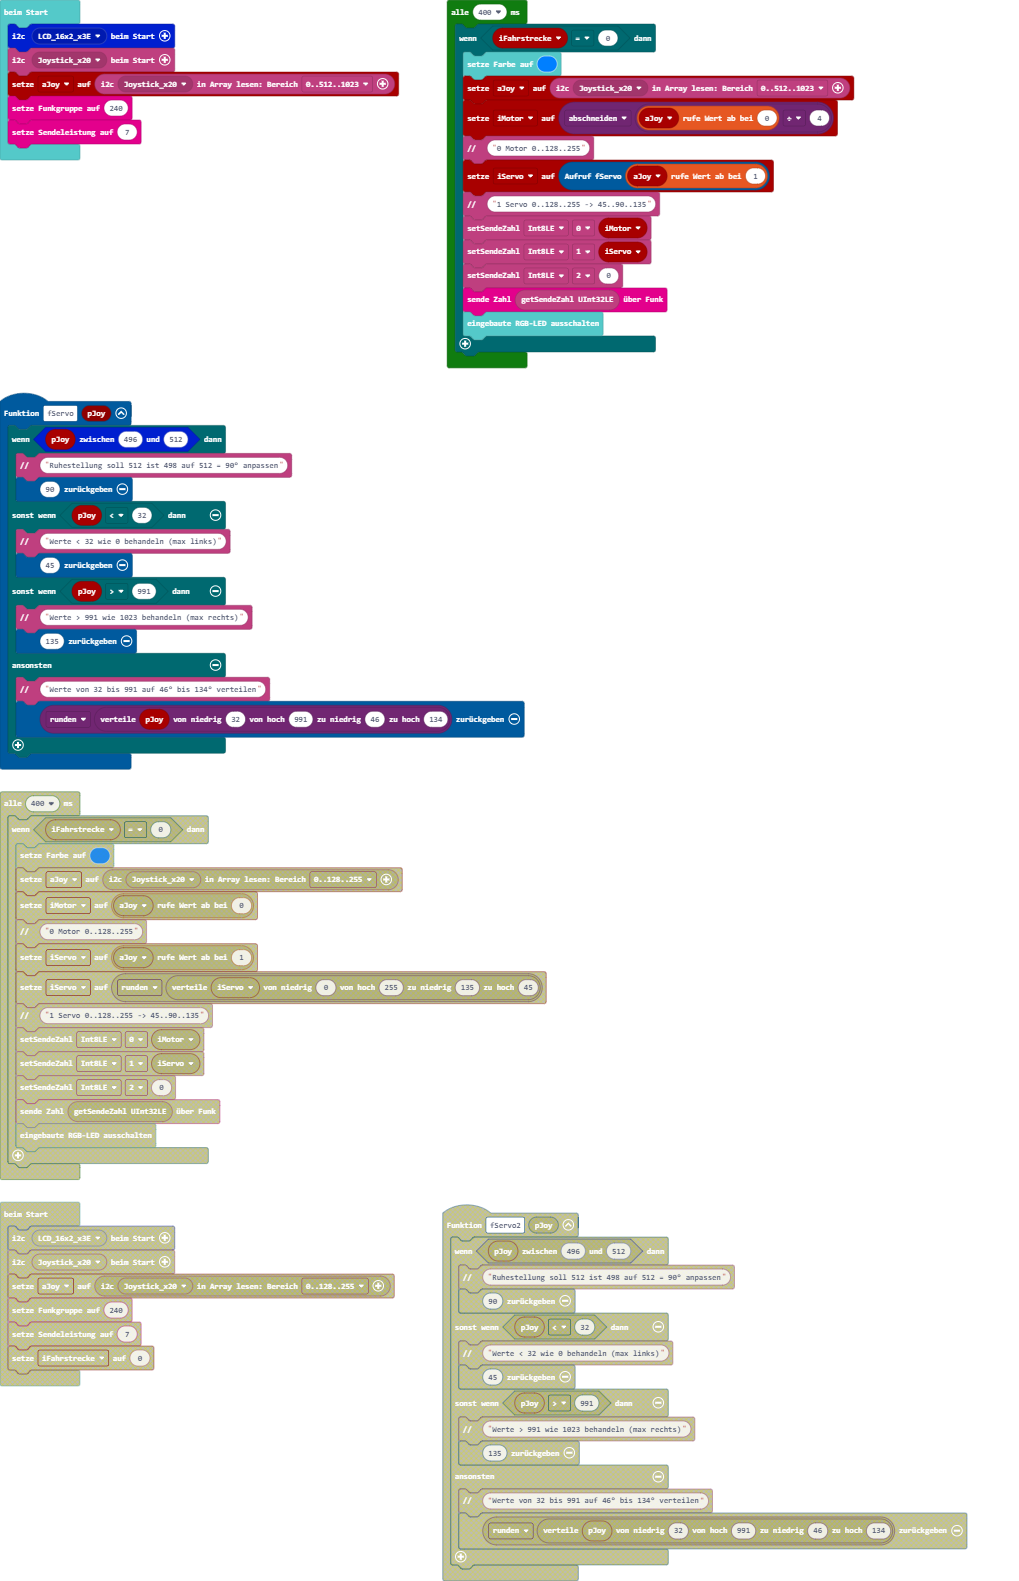 beim Start
i2c LCD_16x2_x3E beim Start
i2c Joystick_x20 beim Start
setze aJoy auf i2c Joystick_x20 in Array lesen: Bereich 0..512..1023
setze Funkgruppe auf 240
setze Sendeleistung auf 7
alle 400 ms
wenn iFahrstrecke = 0 dann
setze Farbe auf
setze aJoy auf i2c Joystick_x20 in Array lesen: Bereich 0..512..1023
setze iMotor auf abschneiden aJoy rufe Wert ab bei 0 ÷ 4
// "0 Motor 0..128..255"
setze iServo auf Aufruf fServo aJoy rufe Wert ab bei 1
// "1 Servo 0..128..255 -> 45..90..135"
setSendeZahl Int8LE 0 iMotor
setSendeZahl Int8LE 1 iServo
setSendeZahl Int8LE 2 0
sende Zahl getSendeZahl UInt32LE über Funk
eingebaute RGB-LED ausschalten
Funktion fServo pJoy
wenn pJoy zwischen 496 und 512 dann
// "Ruhestellung soll 512 ist 498 auf 512 = 90° anpassen"
90 zurückgeben
sonst wenn pJoy < 32 dann
// "Werte < 32 wie 0 behandeln (max links)"
45 zurückgeben
sonst wenn pJoy > 991 dann
// "Werte > 991 wie 1023 behandeln (max rechts)"
135 zurückgeben
ansonsten
// "Werte von 32 bis 991 auf 46° bis 134° verteilen"
runden verteile pJoy von niedrig 32 von hoch 991 zu niedrig 46 zu hoch 134 zurückgeben
alle 400 ms
wenn iFahrstrecke = 0 dann
setze Farbe auf
setze aJoy auf i2c Joystick_x20 in Array lesen: Bereich 0..128..255
setze iMotor auf aJoy rufe Wert ab bei 0
// "0 Motor 0..128..255"
setze iServo auf aJoy rufe Wert ab bei 1
setze iServo auf runden verteile iServo von niedrig 0 von hoch 255 zu niedrig 135 zu hoch 45
// "1 Servo 0..128..255 -> 45..90..135"
setSendeZahl Int8LE 0 iMotor
setSendeZahl Int8LE 1 iServo
setSendeZahl Int8LE 2 0
sende Zahl getSendeZahl UInt32LE über Funk
eingebaute RGB-LED ausschalten
beim Start
i2c LCD_16x2_x3E beim Start
i2c Joystick_x20 beim Start
setze aJoy auf i2c Joystick_x20 in Array lesen: Bereich 0..128..255
setze Funkgruppe auf 240
setze Sendeleistung auf 7
setze iFahrstrecke auf 0
Funktion fServo2 pJoy
wenn pJoy zwischen 496 und 512 dann
// "Ruhestellung soll 512 ist 498 auf 512 = 90° anpassen"
90 zurückgeben
sonst wenn pJoy < 32 dann
// "Werte < 32 wie 0 behandeln (max links)"
45 zurückgeben
sonst wenn pJoy > 991 dann
// "Werte > 991 wie 1023 behandeln (max rechts)"
135 zurückgeben
ansonsten
// "Werte von 32 bis 991 auf 46° bis 134° verteilen"
runden verteile pJoy von niedrig 32 von hoch 991 zu niedrig 46 zu hoch 134 zurückgeben